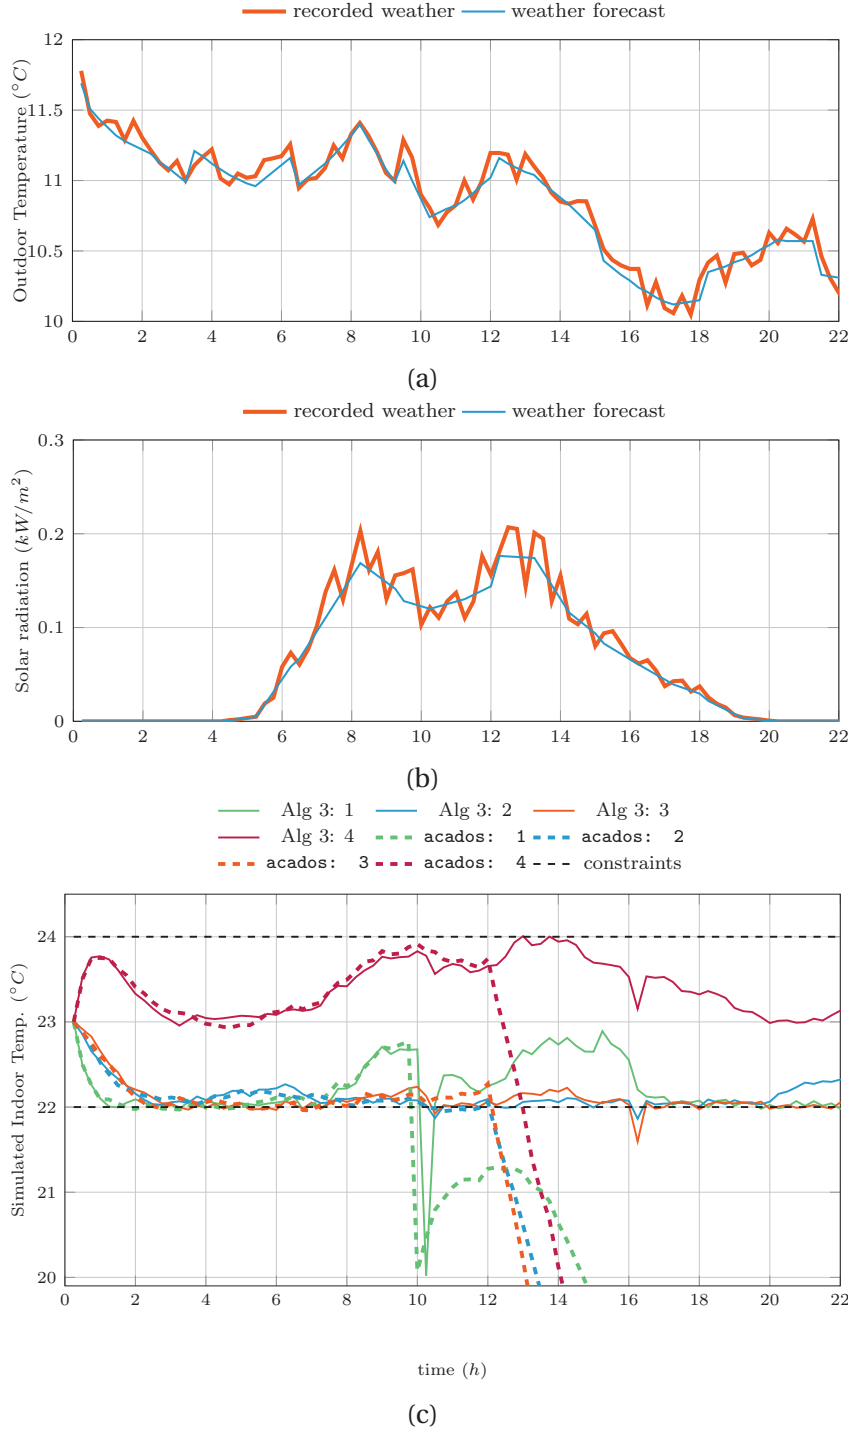 recorded weather weather forecast
12
11.5
11
10.5
10
Outdoor Temperature (°C)
0 2 4 6 8 10 12 14 16 18 20 22
(a)
recorded weather weather forecast
0.3
0.2
0.1
0
Solar radiation (kW/m²)
0 2 4 6 8 10 12 14 16 18 20 22
(b)
Alg 3: 1 Alg 3: 2 Alg 3: 3
Alg 3: 4 acados: 1 acados: 2
acados: 3 acados: 4 constraints
24
23
22
21
20
Simulated Indoor Temp. (°C)
0 2 4 6 8 10 12 14 16 18 20 22
time (h)
(c)